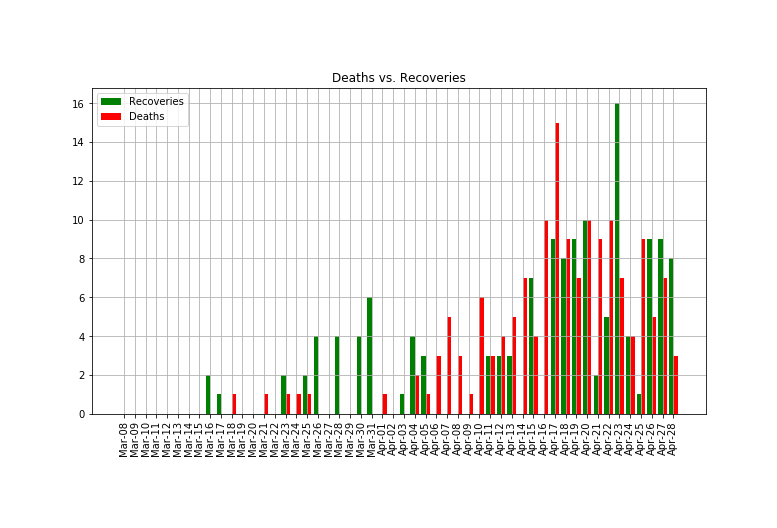 Deaths vs. Recoveries
Recoveries
Deaths
16
14
12
10
8
6
4
2
0
Mar-08
Mar-09
Mar-10
Mar-11
Mar-12
Mar-13
Mar-14
Mar-15
Mar-16
Mar-17
Mar-18
Mar-19
Mar-20
Mar-21
Mar-22
Mar-23
Mar-24
Mar-25
Mar-26
Mar-27
Mar-28
Mar-29
Mar-30
Mar-31
Apr-01
Apr-02
Apr-03
Apr-04
Apr-05
Apr-06
Apr-07
Apr-08
Apr-09
Apr-10
Apr-11
Apr-12
Apr-13
Apr-14
Apr-15
Apr-16
Apr-17
Apr-18
Apr-19
Apr-20
Apr-21
Apr-22
Apr-23
Apr-24
Apr-25
Apr-26
Apr-27
Apr-28